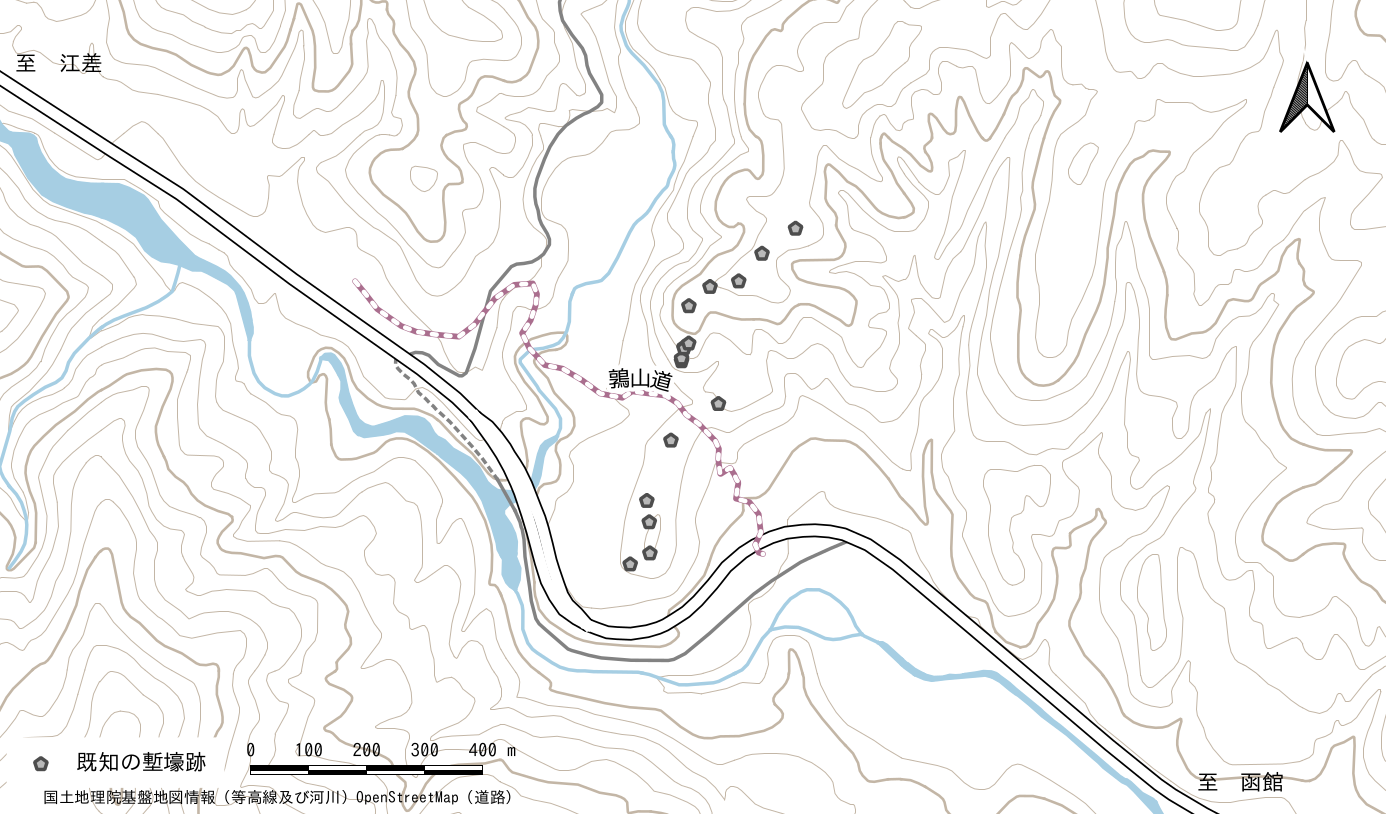 至　江差
鶉山道
0 100 200 300 400 m
既知の塹壕跡
至　函館
国土地理院基盤地図情報（等高線及び河川）OpenStreetMap（道路）